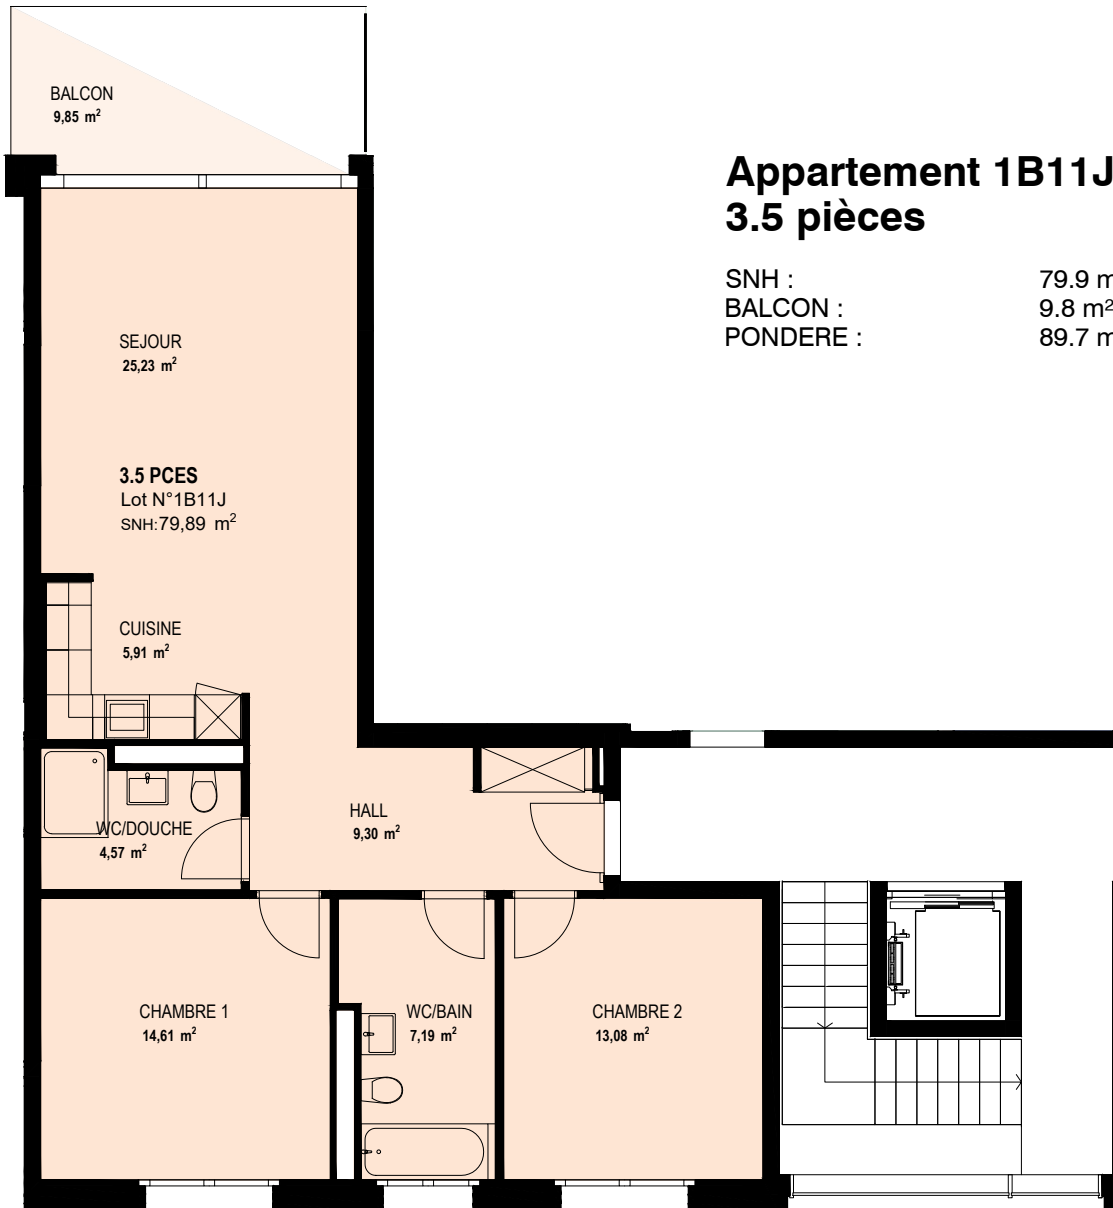 BALCON
9,85 m²
Appartement 1B11J
3.5 pièces
SNH : 79.9 m
BALCON : 9.8 m²
PONDERE : 89.7 m
SEJOUR
25,23 m²
3.5 PCES
Lot N°1B11J
SNH:79,89 m²
CUISINE
5,91 m²
HALL
9,30 m²
WC/DOUCHE
4,57 m²
CHAMBRE 1
14,61 m²
WC/BAIN
7,19 m²
CHAMBRE 2
13,08 m²